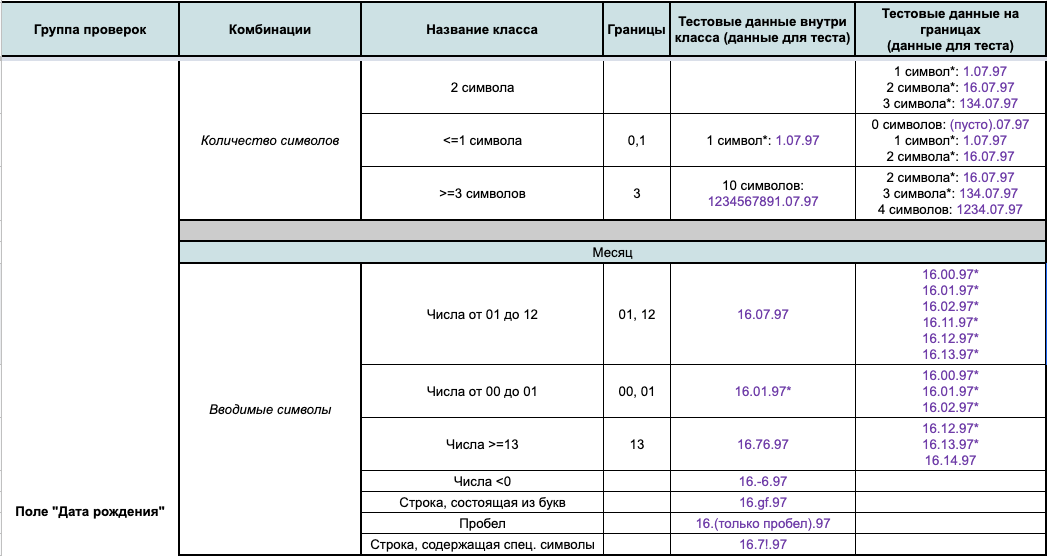 Группа проверок
Комбинации
Название класса
Границы
Тестовые данные внутри
класса (данные для теста)
Тестовые данные на
границах
(данные для теста)
Количество символов
2 символа
1 символ*: 1.07.97
2 символа*: 16.07.97
3 символа*: 134.07.97
<=1 символа
0,1
1 символ*: 1.07.97
0 символов: (пусто).07.97
1 символ*: 1.07.97
2 символа*: 16.07.97
>=3 символов
3
10 символов:
1234567891.07.97
2 символа*: 16.07.97
3 символа*: 134.07.97
4 символов: 1234.07.97
Месяц
Вводимые символы
Числа от 01 до 12
01, 12
16.07.97
16.00.97*
16.01.97*
16.02.97*
16.11.97*
16.12.97*
16.13.97*
Числа от 00 до 01
00, 01
16.01.97*
16.00.97*
16.01.97*
16.02.97*
Числа >=13
13
16.76.97
16.12.97*
16.13.97*
16.14.97
Числа <0
16.-6.97
Строка, состоящая из букв
16.gf.97
Поле "Дата рождения"
Пробел
16.(только пробел).97
Строка, содержащая спец. символы
16.7!.97